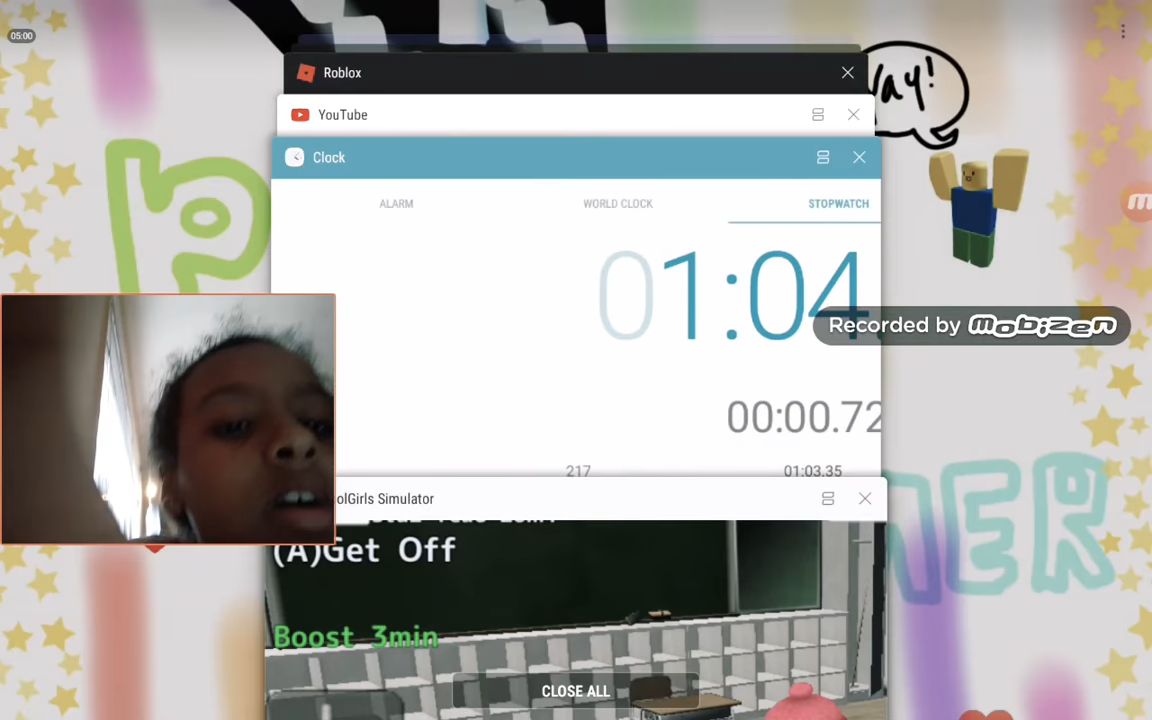 05:00
Roblox
Yay!
YouTube
Clock
ALARM
WORLD CLOCK
STOPWATCH
01:04
Recorded by mobizen
00:00.72
217
01:03.35
olGirls Simulator
(A)Get Off
Boost 3min
CLOSE ALL